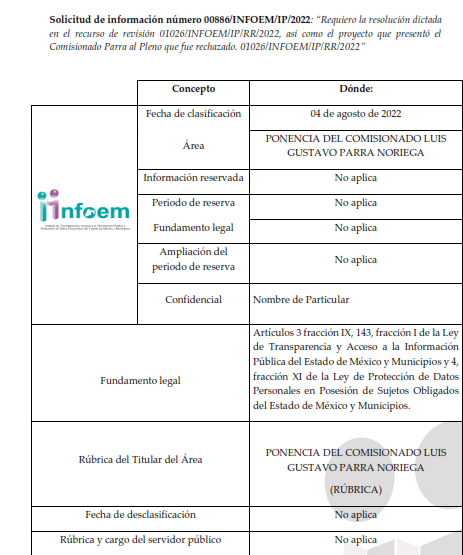 Solicitud de información número 00886/INFOEM/IP/2022: “Requiero la resolución dictada
en el recurso de revisión 01026/INFOEM/IP/RR/2022, así como el proyecto que presentó el
Comisionado Parra al Pleno que fue rechazado. 01026/INFOEM/IP/RR/2022”
Concepto Dónde:
Fecha de clasificación 04 de agosto de 2022
Área PONENCIA DEL COMISIONADO LUIS
GUSTAVO PARRA NORIEGA
Información reservada No aplica
Periodo de reserva No aplica
infoem
Fundamento legal No aplica
Ampliación del
periodo de reserva No aplica
Confidencial Nombre de Particular
Fundamento legal
Artículos 3 fracción IX, 143, fracción I de la Ley
de Transparencia y Acceso a la Información
Pública del Estado de México y Municipios y 4,
fracción XI de la Ley de Protección de Datos
Personales en Posesión de Sujetos Obligados
del Estado de México y Municipios.
Rúbrica del Titular del Área PONENCIA DEL COMISIONADO LUIS
GUSTAVO PARRA NORIEGA
(RÚBRICA)
Fecha de desclasificación No aplica
Rúbrica y cargo del servidor público No aplica